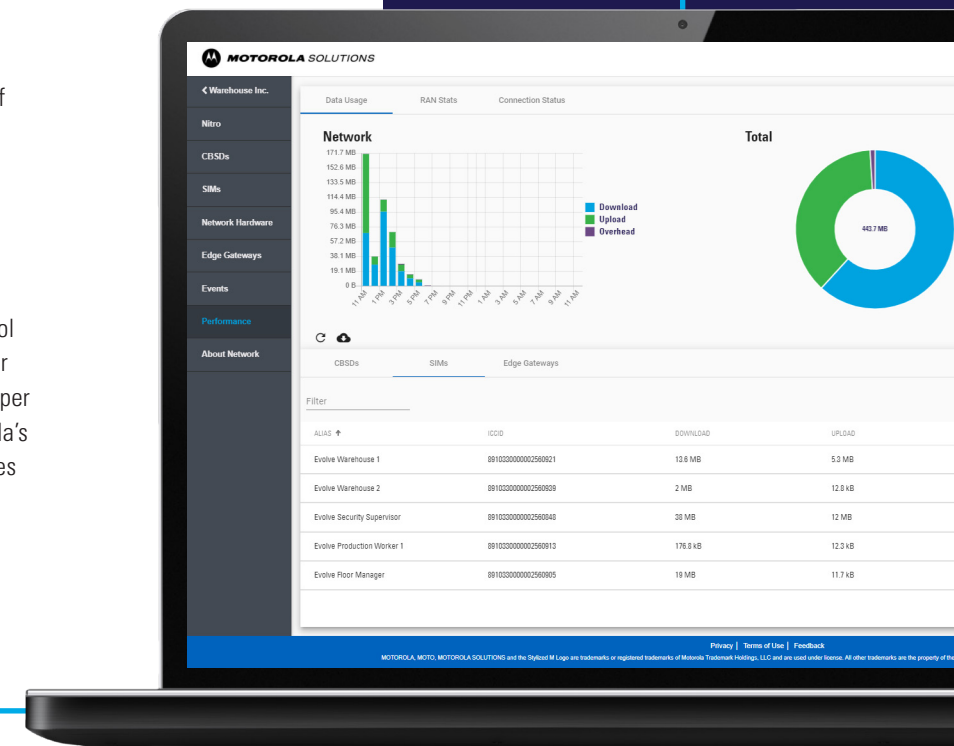 f
ol
r
per
la's
es
MOTOROLA SOLUTIONS
Warehouse Inc.
Nitro
CBSDs
SIMs
Network Hardware
Edge Gateways
Events
Performance
About Network
Data Usage RAN Stats Connection Status
Network
171.7 MB
152.6 MB
133.5 MB
114.4 MB
95.4 MB
76.3 MB
57.2 MB
38.1 MB
19.1 MB
0 B
11 AM 1 PM 3 PM 5 PM 7 PM 9 PM 11 PM 1 AM 3 AM 5 AM 7 AM 9 AM 11 AM
Download
Upload
Overhead
Total
443.7 MB
CBSDs SIMs Edge Gateways
Filter
ALIAS ICCID DOWNLOAD UPLOAD
Evolve Warehouse 1 8910330000002560921 13.6 MB 5.3 MB
Evolve Warehouse 2 8910330000002560939 2 MB 12.8 kB
Evolve Security Supervisor 8910330000002560848 38 MB 12 MB
Evolve Production Worker 1 8910330000002560913 176.8 kB 12.3 kB
Evolve Floor Manager 8910330000002560905 19 MB 11.7 kB
Privacy | Terms of Use | Feedback
MOTOROLA, MOTO, MOTOROLA SOLUTIONS and the Stylized M Logo are trademarks or registered trademarks of Motorola Trademark Holdings, LLC and are used under license. All other trademarks are the property of the